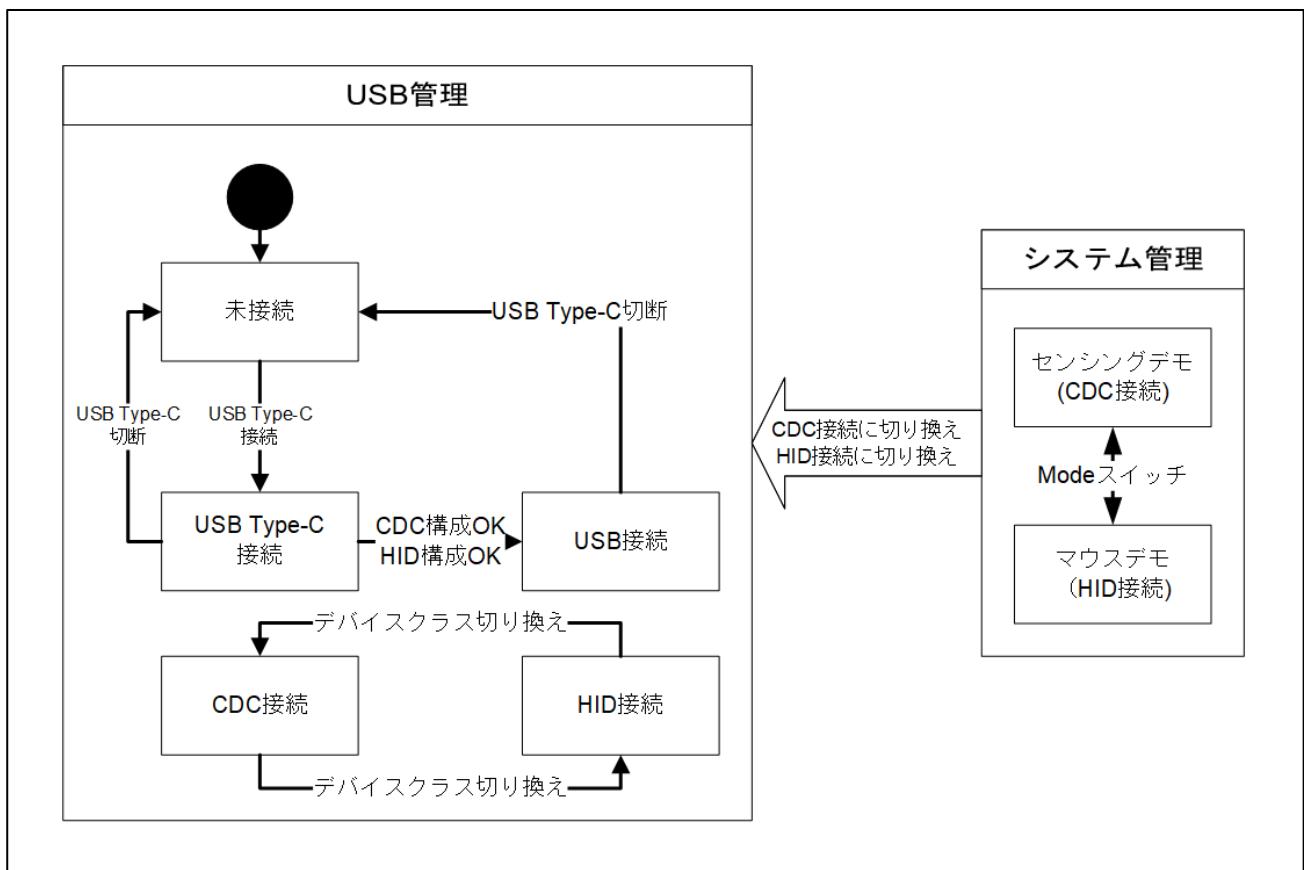 USB管理
未接続
USB Type-C切断
USB Type-C
切断
USB Type-C
接続
USB Type-C
接続
CDC構成OK
HID構成OK
USB接続
デバイスクラス切り換え
CDC接続
HID接続
デバイスクラス切り換え
CDC接続に切り換え
HID接続に切り換え
システム管理
センシングデモ
(CDC接続)
Modeスイッチ
マウスデモ
（HID接続)